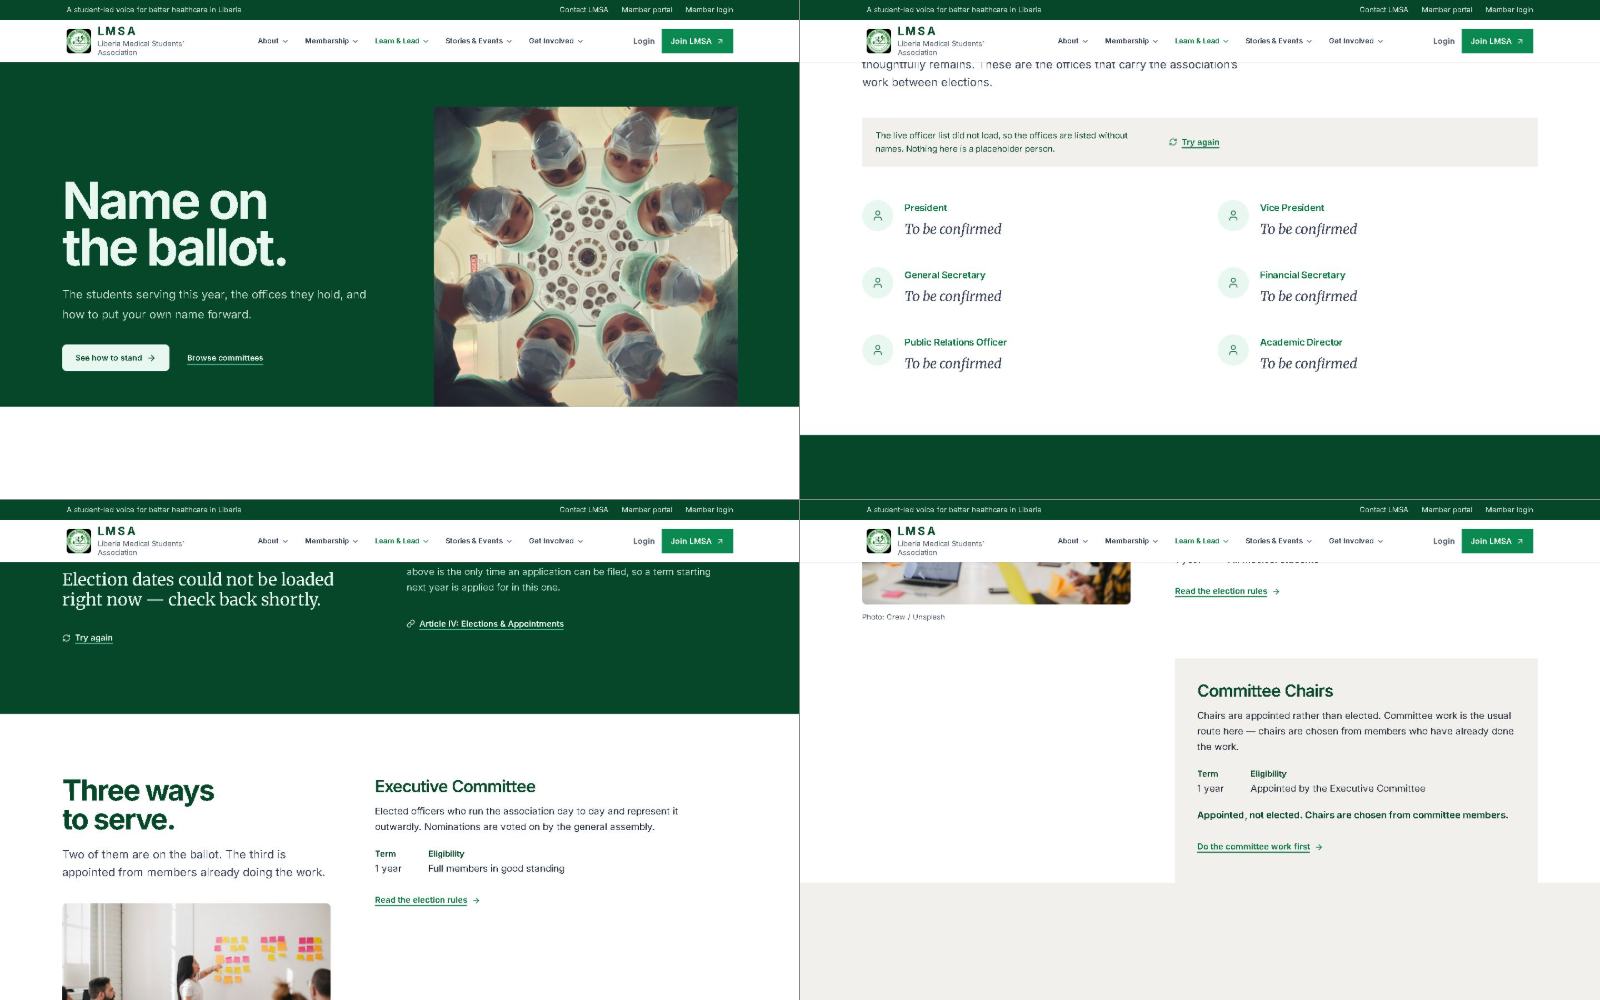 A student-led voice for better healthcare in Liberia
Contact LMSA Member portal Member login
LMSA
Liberia Medical Students'
Association
About Membership Learn & Lead Stories & Events Get Involved
Login Join LMSA
Name on
the ballot.
The students serving this year, the offices they hold, and
how to put your own name forward.
See how to stand Browse committees
A student-led voice for better healthcare in Liberia
Contact LMSA Member portal Member login
LMSA
Liberia Medical Students'
Association
About Membership Learn & Lead Stories & Events Get Involved
Login Join LMSA
thoughtfully remains. These are the offices that carry the association's
work between elections.
The live officer list did not load, so the offices are listed without
names. Nothing here is a placeholder person.
Try again
President
To be confirmed
Vice President
To be confirmed
General Secretary
To be confirmed
Financial Secretary
To be confirmed
Public Relations Officer
To be confirmed
Academic Director
To be confirmed
A student-led voice for better healthcare in Liberia
Contact LMSA Member portal Member login
LMSA
Liberia Medical Students'
Association
About Membership Learn & Lead Stories & Events Get Involved
Login Join LMSA
Election dates could not be loaded
right now — check back shortly.
Try again
above is the only time an application can be filed, so a term starting
next year is applied for in this one.
Article IV: Elections & Appointments
Three ways
to serve.
Two of them are on the ballot. The third is
appointed from members already doing the work.
Executive Committee
Elected officers who run the association day to day and represent it
outwardly. Nominations are voted on by the general assembly.
Term Eligibility
1 year Full members in good standing
Read the election rules
A student-led voice for better healthcare in Liberia
Contact LMSA Member portal Member login
LMSA
Liberia Medical Students'
Association
About Membership Learn & Lead Stories & Events Get Involved
Login Join LMSA
Read the election rules
Photo: Crew / Unsplash
Committee Chairs
Chairs are appointed rather than elected. Committee work is the usual
route here — chairs are chosen from members who have already done
the work.
Term Eligibility
1 year Appointed by the Executive Committee
Appointed, not elected. Chairs are chosen from committee members.
Do the committee work first